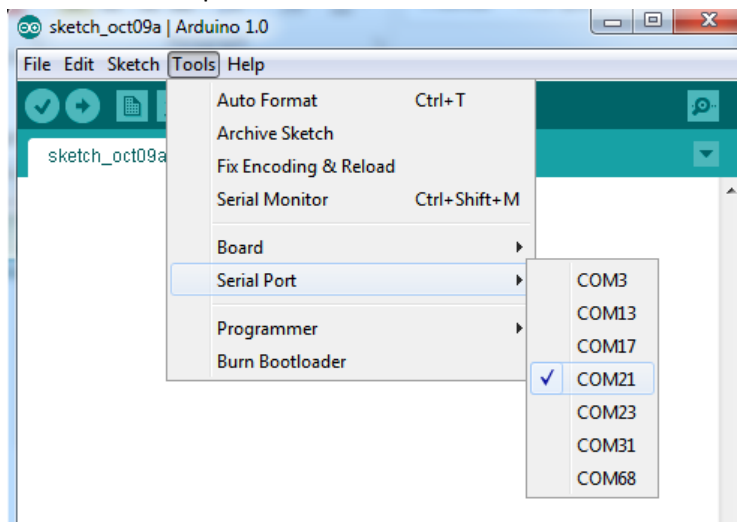 sketch_oct09a | Arduino 1.0
File Edit Sketch Tools Help
sketch_oct09a
Auto Format Ctrl+T
Archive Sketch
Fix Encoding & Reload
Serial Monitor Ctrl+Shift+M
Board
Serial Port
Programmer
Burn Bootloader
COM3
COM13
COM17
COM21
COM23
COM31
COM68